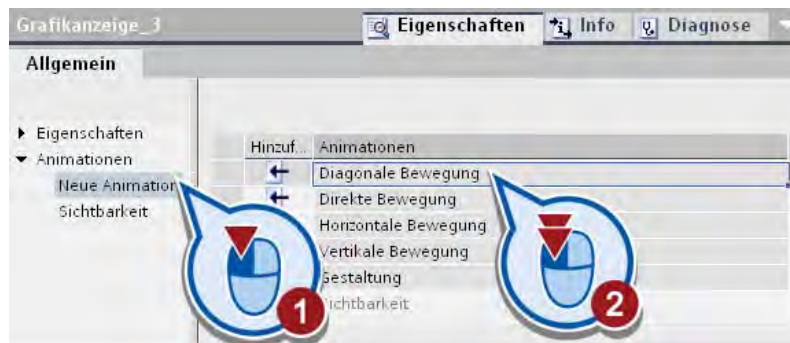 Grafikanzeige_3
Eigenschaften
Info
Diagnose
Allgemein
Eigenschaften
Animationen
Neue Animation
Sichtbarkeit
Hinzuf... Animationen
Diagonale Bewegung
Direkte Bewegung
Horizontale Bewegung
Vertikale Bewegung
Gestaltung
Sichtbarkeit
1
2